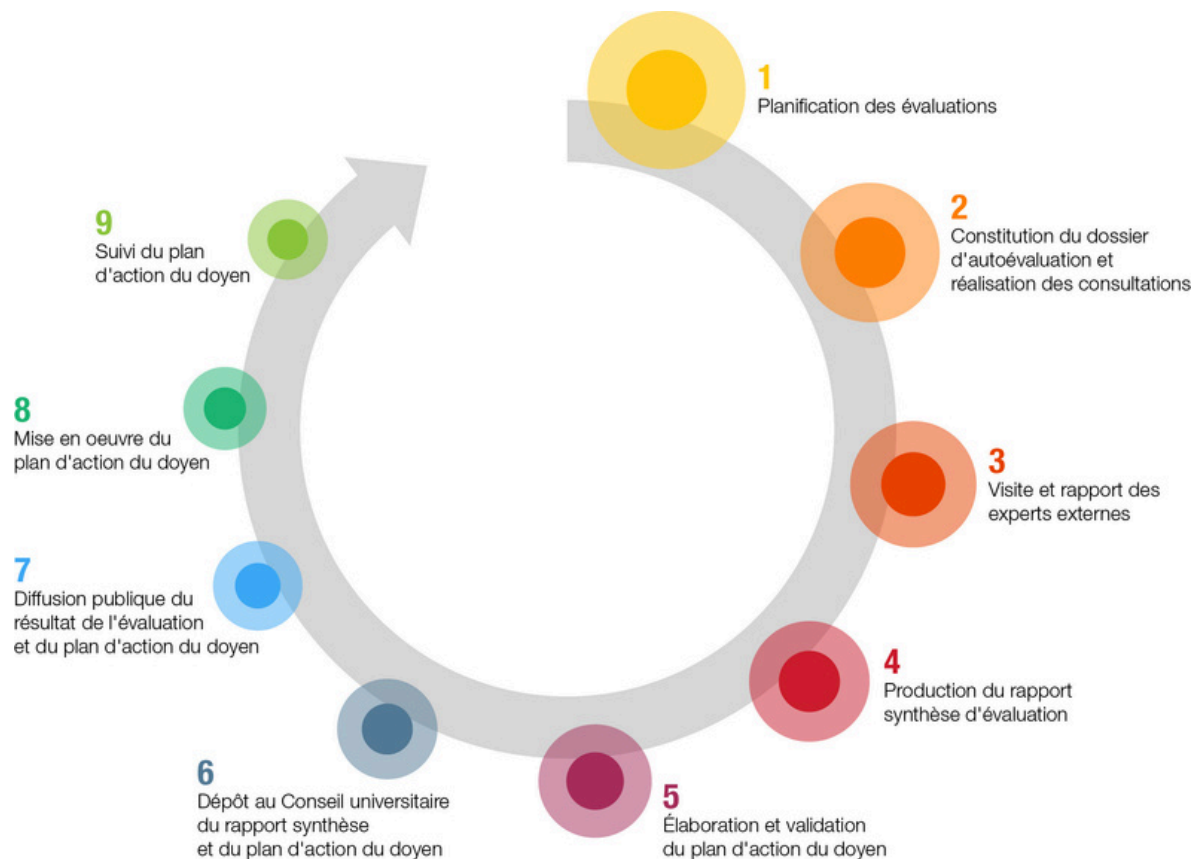 1
Planification des évaluations
2
Constitution du dossier
d'autoévaluation et
réalisation des consultations
3
Visite et rapport des
experts externes
4
Production du rapport
synthèse d'évaluation
5
Élaboration et validation
du plan d'action du doyen
6
Dépôt au Conseil universitaire
du rapport synthèse
et du plan d'action du doyen
7
Diffusion publique du
résultat de l'évaluation
et du plan d'action du doyen
8
Mise en oeuvre du
plan d'action du doyen
9
Suivi du plan
d'action du doyen